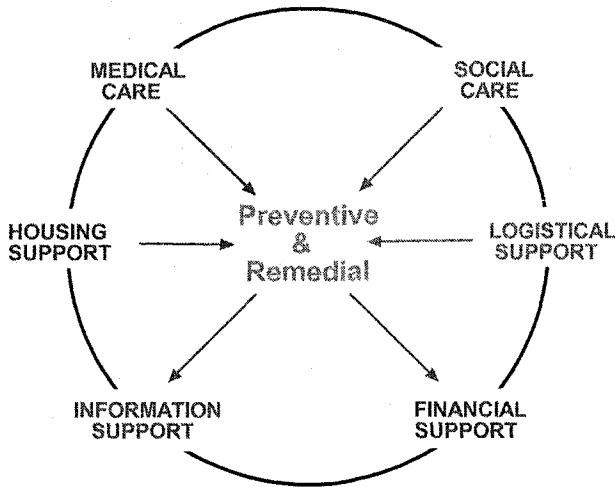 MEDICAL
CARE
SOCIAL
CARE
HOUSING
SUPPORT
Preventive
&
Remedial
LOGISTICAL
SUPPORT
INFORMATION
SUPPORT
FINANCIAL
SUPPORT